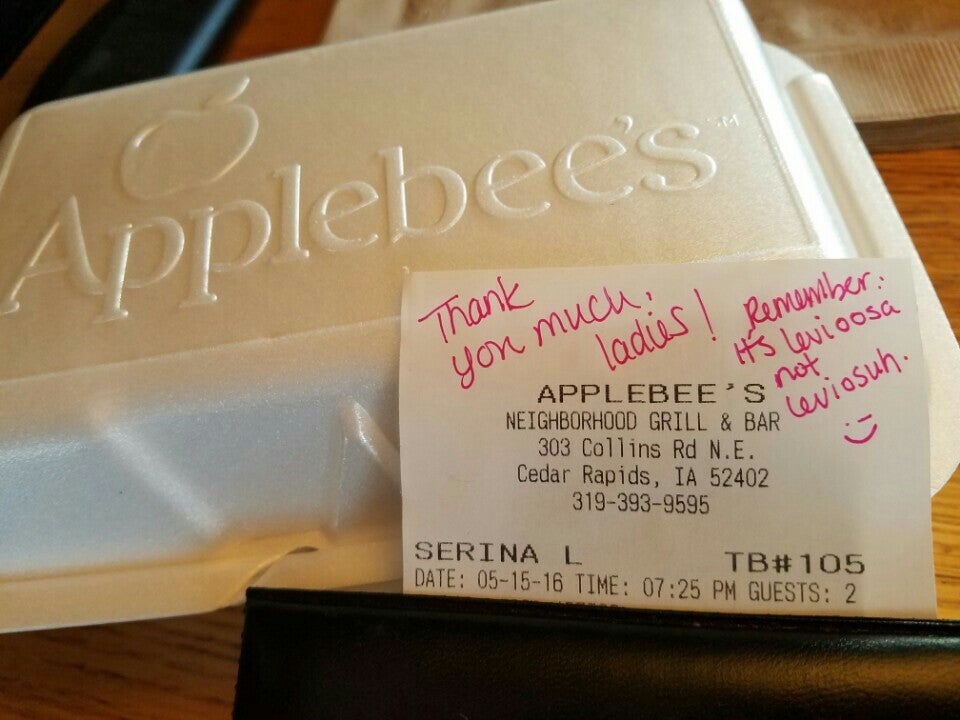 Applebee's℠
Thank
you much,
ladies!
Remember:
it's levioosa
not
leviosuh.
:)
APPLEBEE'S
NEIGHBORHOOD GRILL & BAR
303 Collins Rd N.E.
Cedar Rapids, IA 52402
319-393-9595
SERINA L TB#105
DATE: 05-15-16 TIME: 07:25 PM GUESTS: 2